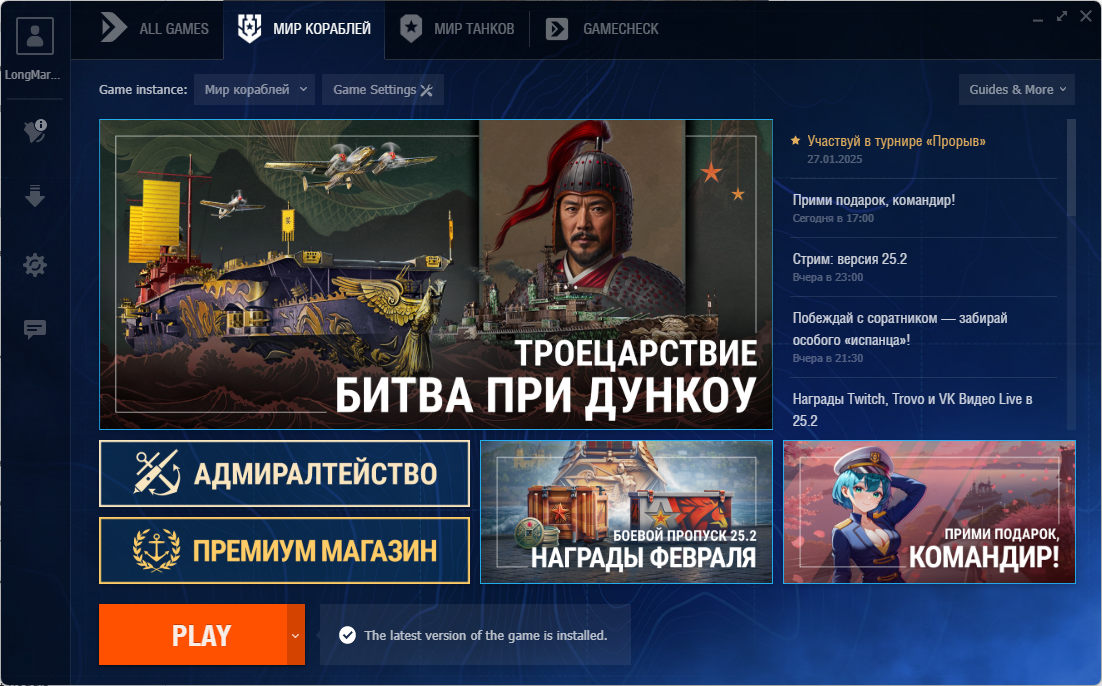 ALL GAMES
МИР КОРАБЛЕЙ
МИР ТАНКОВ
GAMECHECK
LongMar...
Game instance:
Мир кораблей
Game Settings
Guides & More
ТРОЕЦАРСТВИЕ
БИТВА ПРИ ДУНКОУ
Участвуй в турнире «Прорыв»
27.01.2025
Прими подарок, командир!
Сегодня в 17:00
Стрим: версия 25.2
Вчера в 23:00
Побеждай с соратником — забирай
особого «испанца»!
Вчера в 21:30
Награды Twitch, Trovo и VK Видео Live в
25.2
АДМИРАЛТЕЙСТВО
ПРЕМИУМ МАГАЗИН
БОЕВОЙ ПРОПУСК 25.2
НАГРАДЫ ФЕВРАЛЯ
ПРИМИ ПОДАРОК,
КОМАНДИР!
PLAY
The latest version of the game is installed.